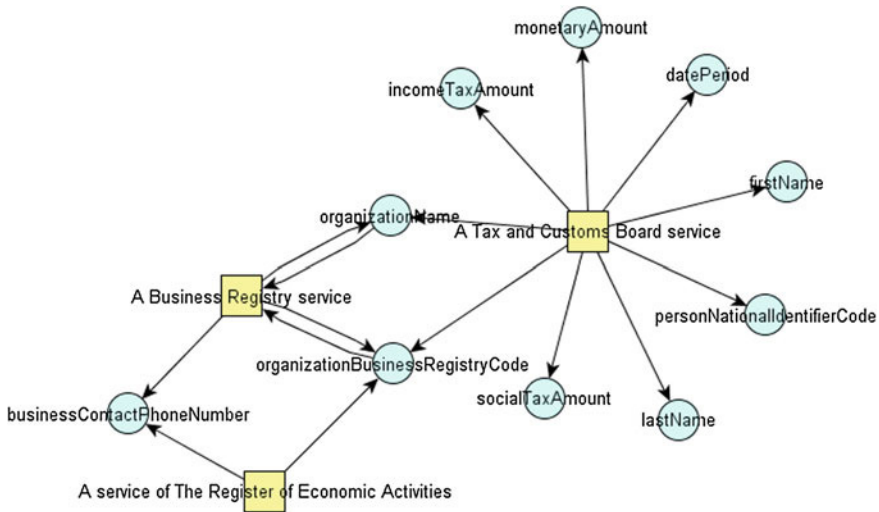 monetaryAmount
datePeriod
incomeTaxAmount
firstName
organizationName
A Tax and Customs Board service
A Business Registry service
personNationalIdentifierCode
organizationBusinessRegistryCode
socialTaxAmount
businessContactPhoneNumber
lastName
A service of The Register of Economic Activities